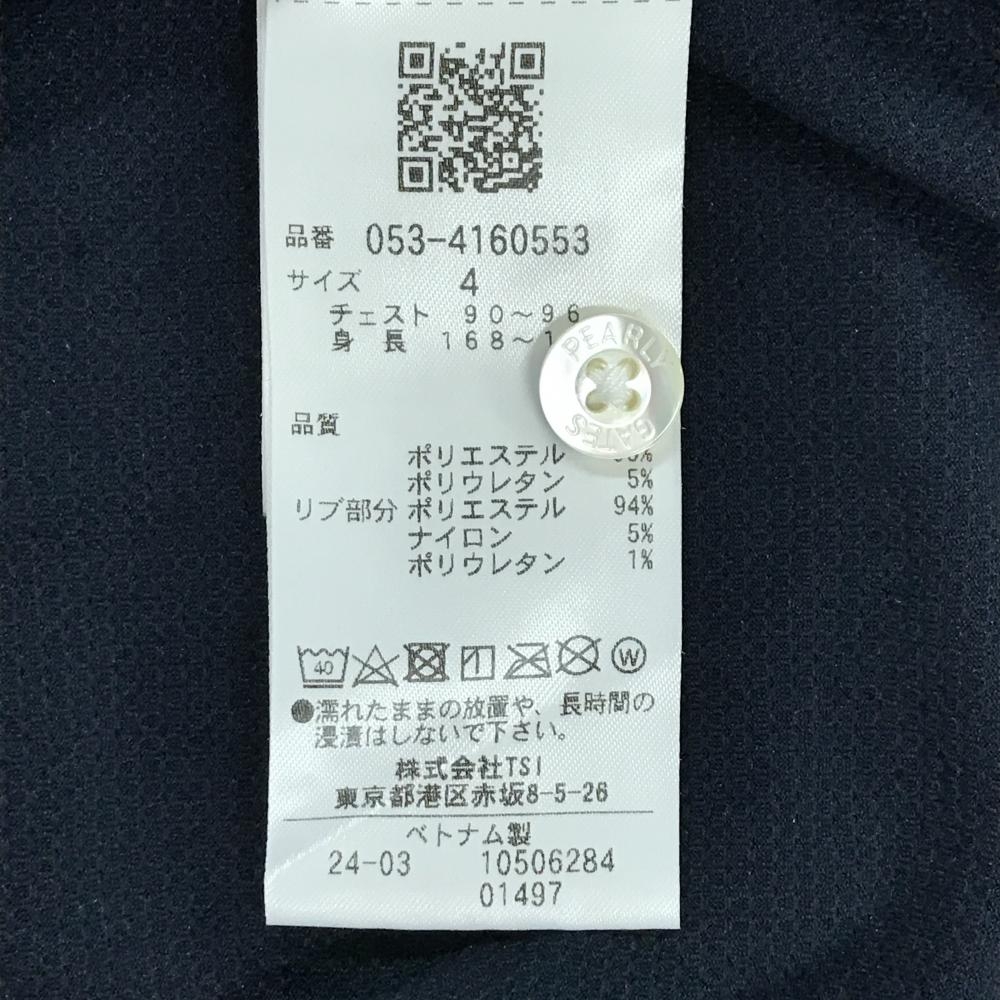 品番 053-4160553
サイズ 4
チェスト 90～96
身 長 168～1
PEARLY
GATES
品質
ポリエステル
ポリウレタン 5%
リブ部分 ポリエステル 94%
ナイロン 5%
ポリウレタン 1%
40 W
●濡れたままの放置や、長時間の
浸漬はしないで下さい。
株式会社TSI
東京都港区赤坂8-5-26
ベトナム製
24-03 10506284
01497